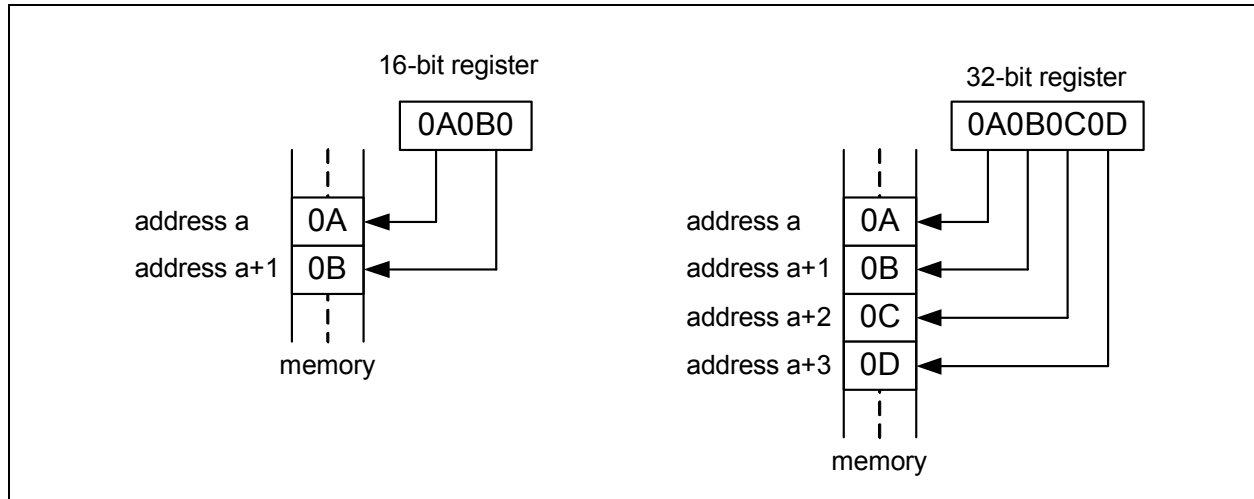 16-bit register
0A0B0
address a
0A
address a+1
0B
memory
32-bit register
0A0B0C0D
address a
0A
address a+1
0B
address a+2
0C
address a+3
0D
memory